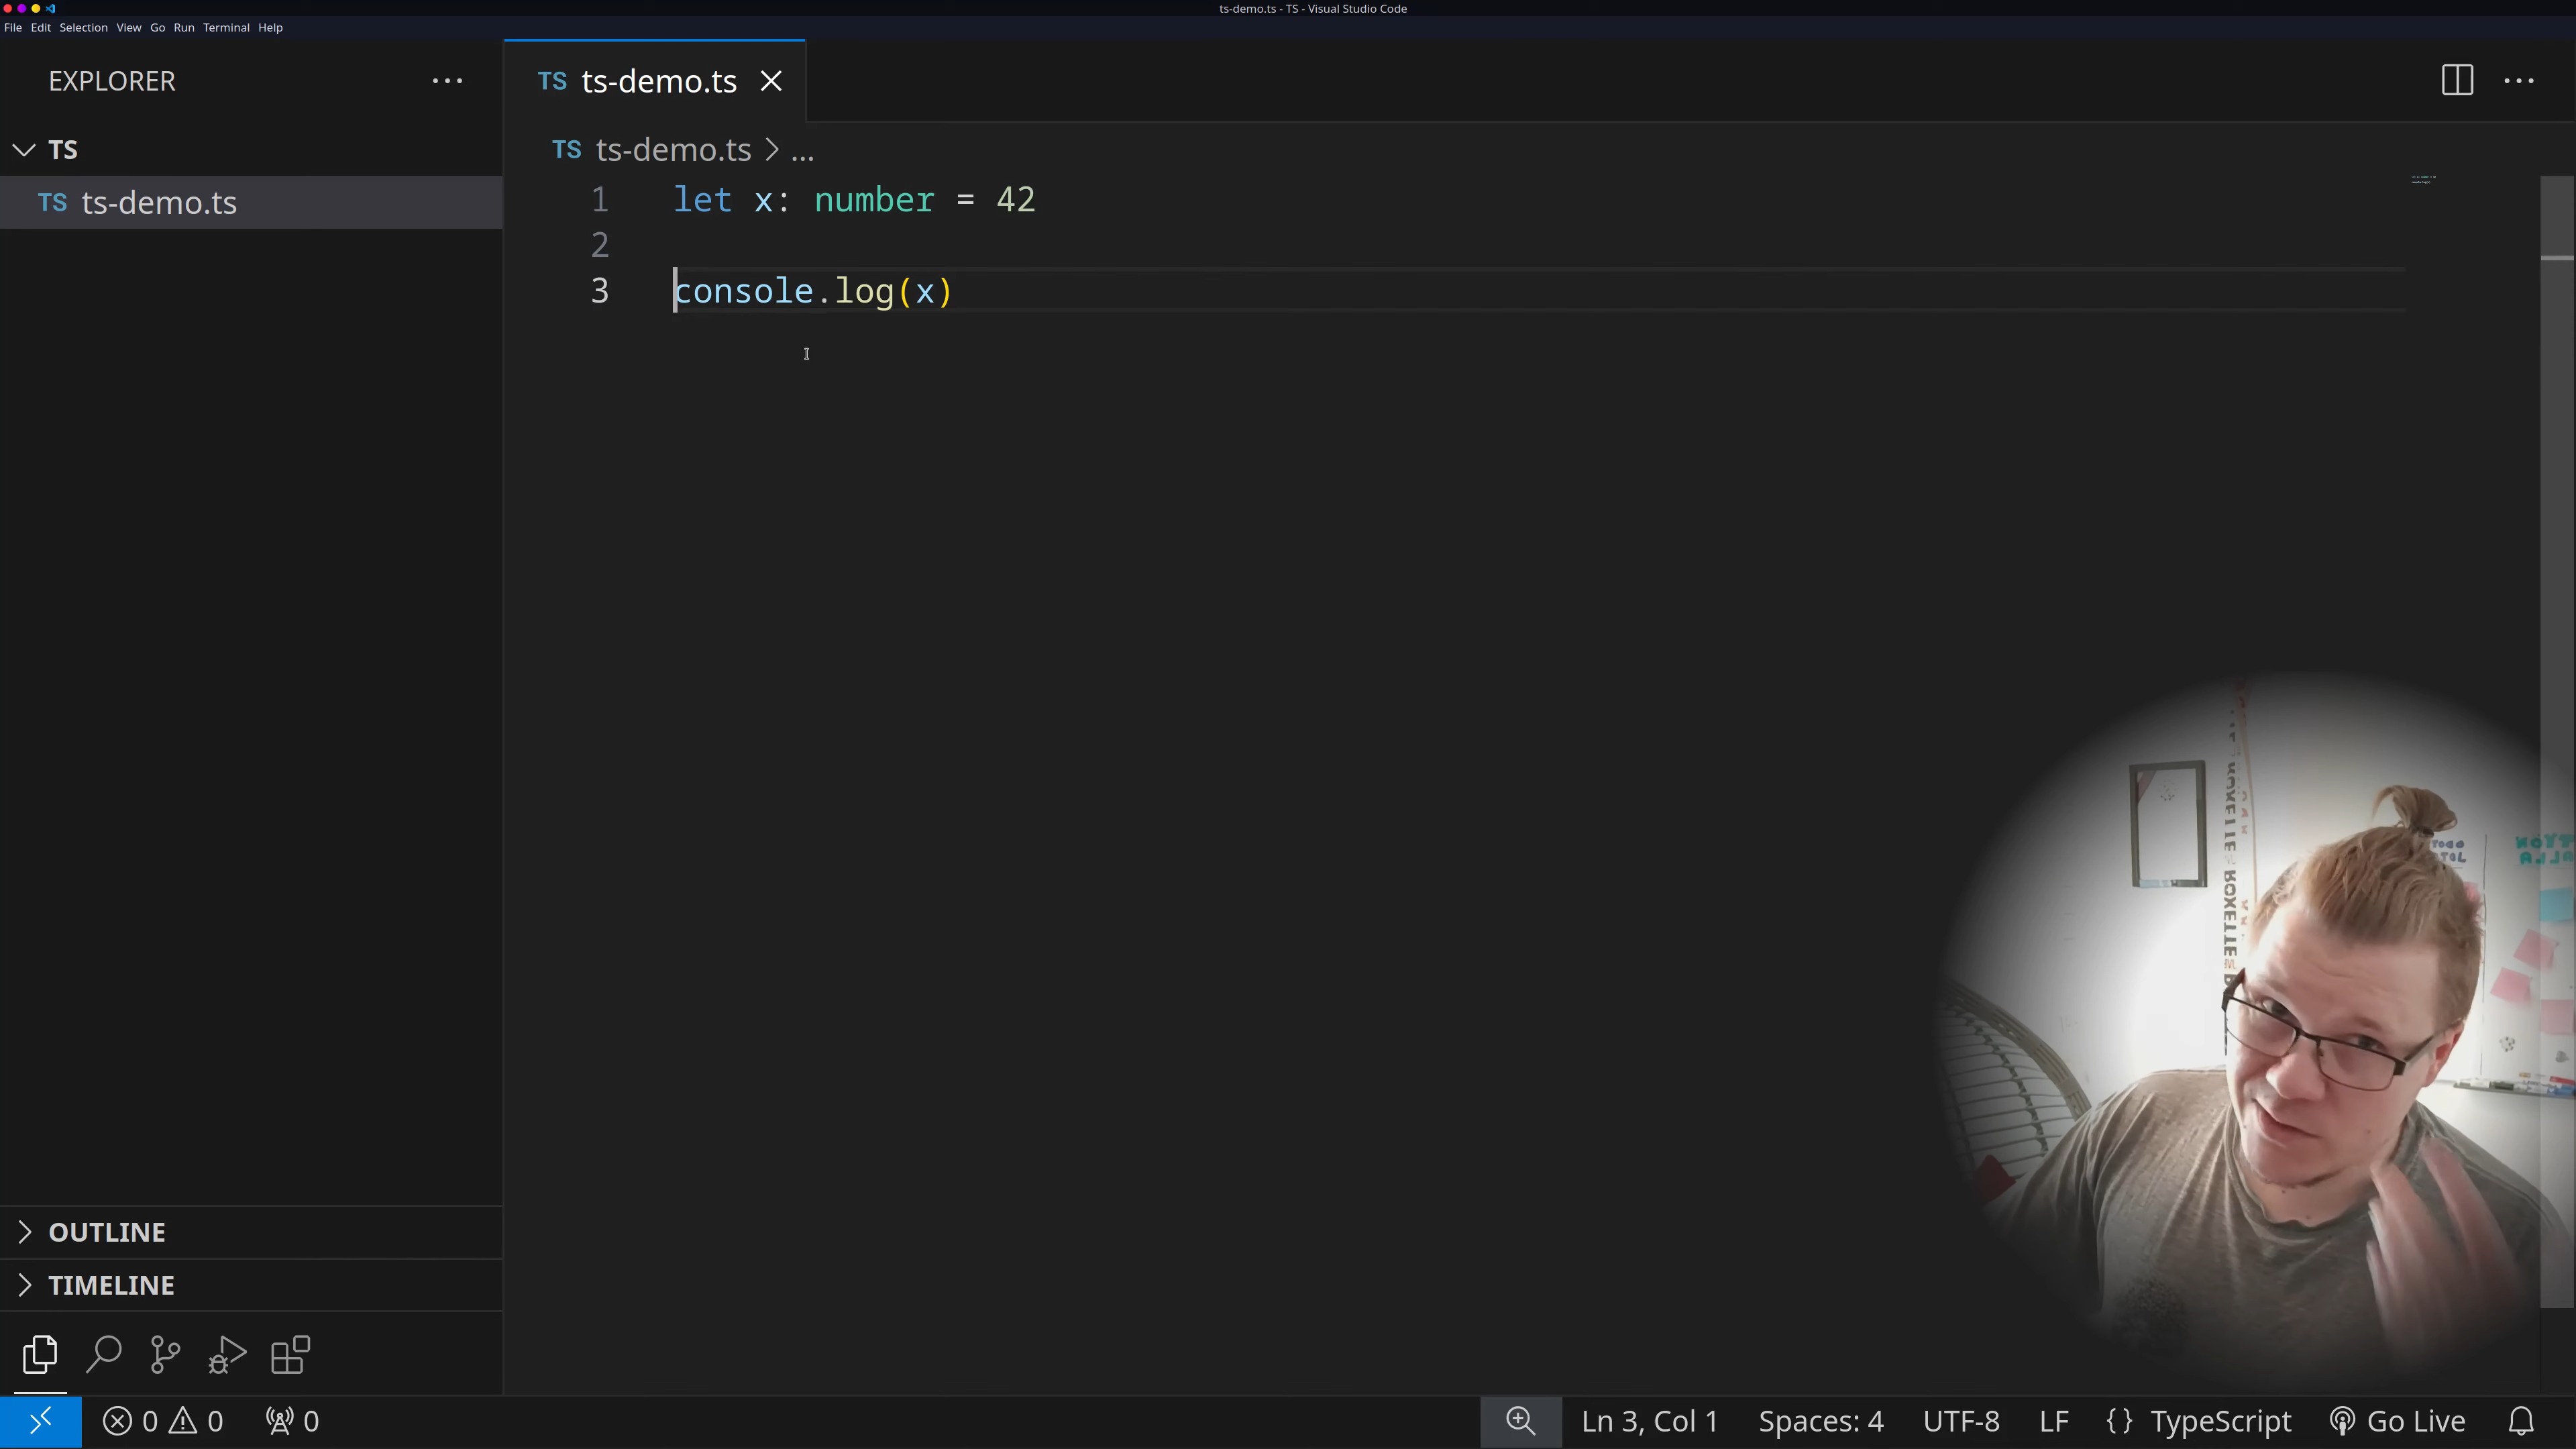 ts-demo.ts - TS - Visual Studio Code
File Edit Selection View Go Run Terminal Help
EXPLORER
TS ts-demo.ts
TS
TS ts-demo.ts
TS ts-demo.ts > ...
1 let x: number = 42
2
3 console.log(x)
ROXETTE
OUTLINE
TIMELINE
0 0 0
Ln 3, Col 1 Spaces: 4 UTF-8 LF {} TypeScript Go Live